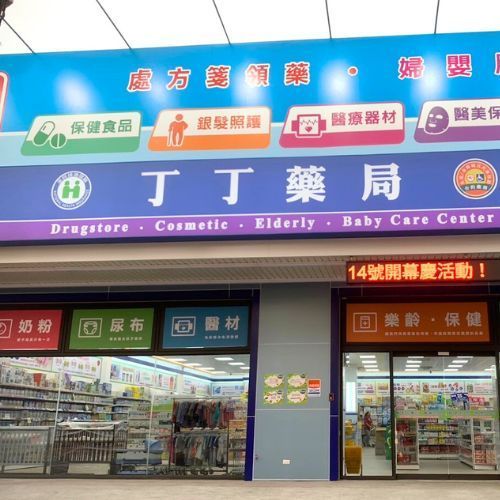 處方箋領藥 · 婦嬰
保健食品
銀髮照護
醫療器材
醫美保
丁丁藥局
Drugstore · Cosmetic · Elderly · Baby Care Center
14號開幕慶活動！
奶粉
尿布
醫材
樂齡 · 保健